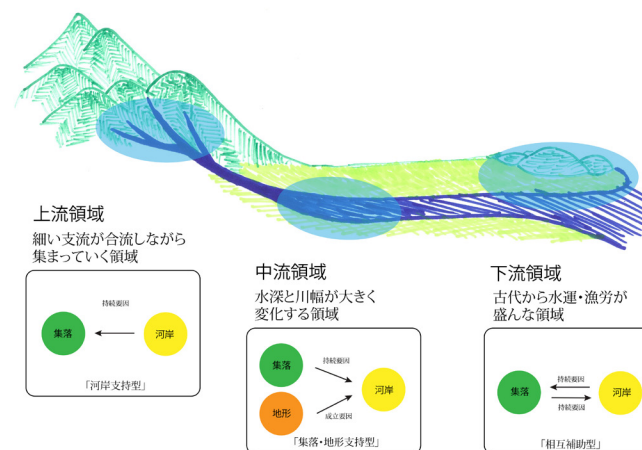 上流領域
細い支流が合流しながら
集まっていく領域
持続要因
集落
河岸
「河岸支持型」
中流領域
水深と川幅が大きく
変化する領域
集落
持続要因
河岸
地形
成立要因
「集落・地形支持型」
下流領域
古代から水運・漁労が
盛んな領域
持続要因
集落
河岸
持続要因
「相互補助型」